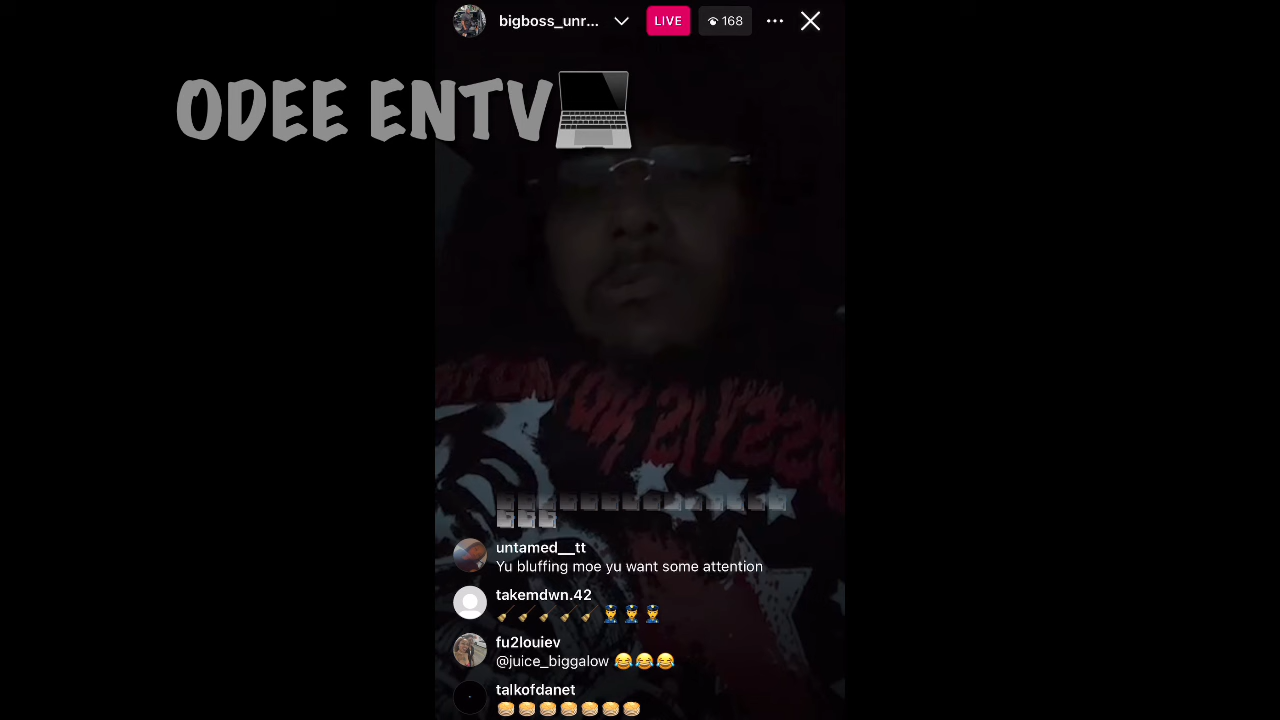 bigboss_unr...
LIVE
168
ODEE ENTV
untamed__tt
Yu bluffing moe yu want some attention
takemdwn.42
fu2louiev
@juice_biggalow
talkofdanet